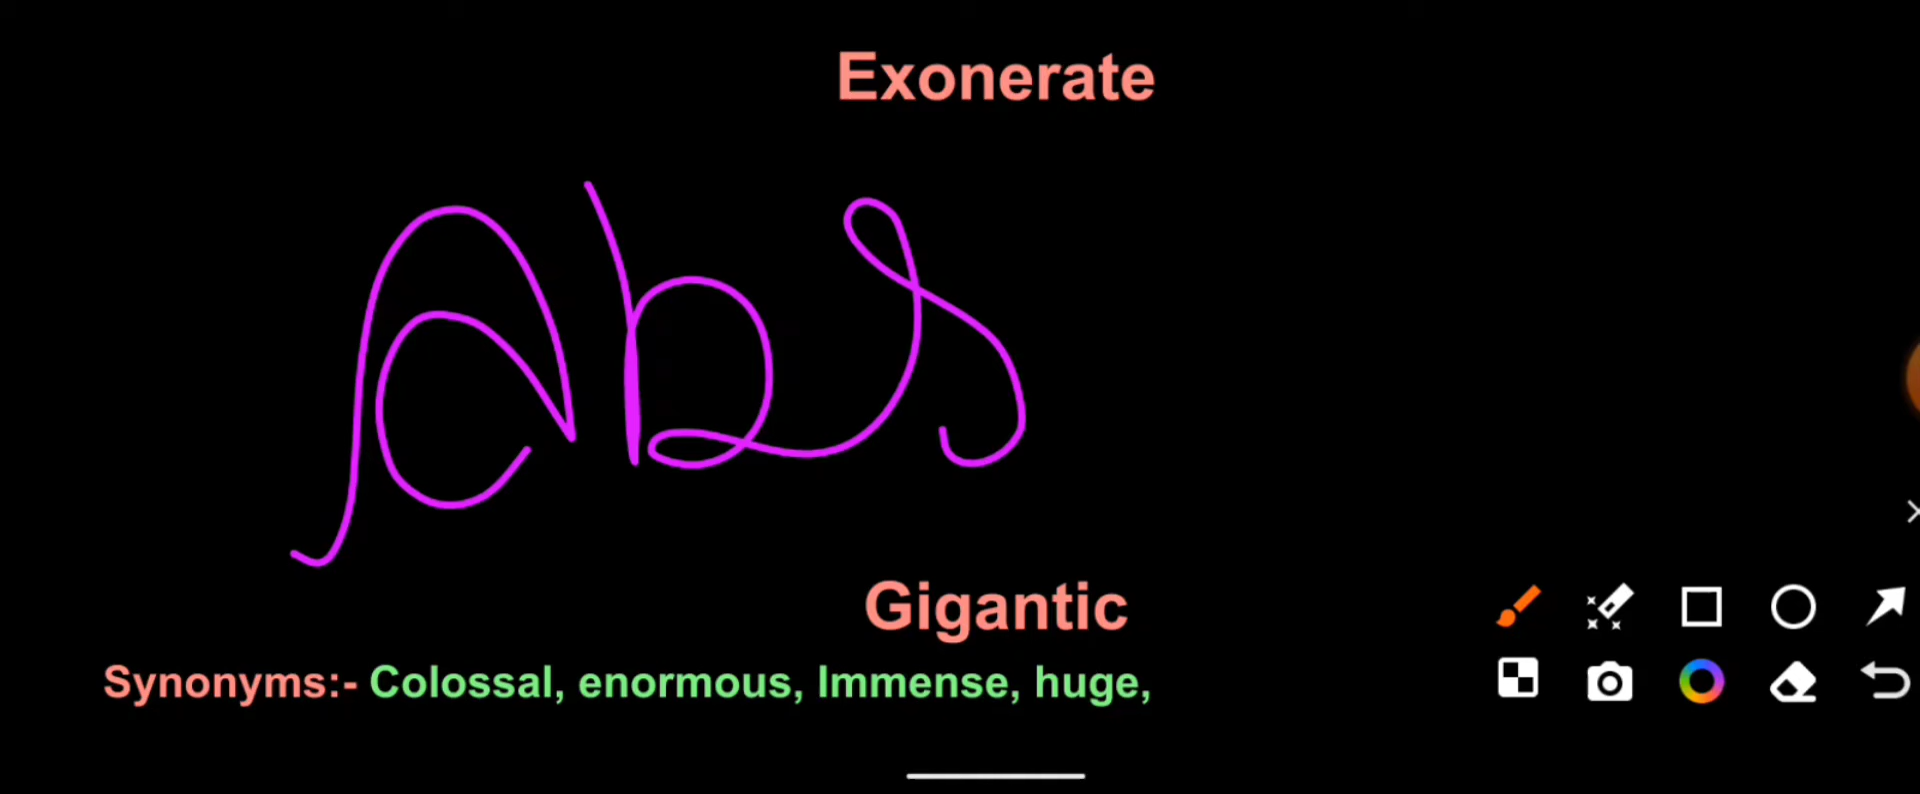 Exonerate
Abs
Gigantic
Synonyms:- Colossal, enormous, Immense, huge,